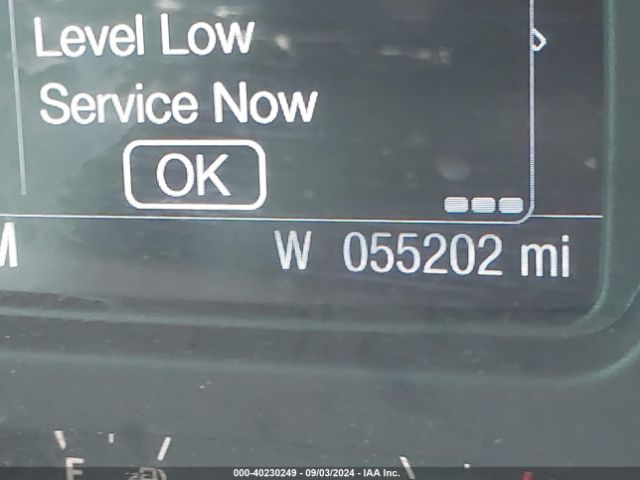 Level Low
Service Now
OK
M W 055202 mi
F
000-40230249 - 09/03/2024 - IAA Inc.